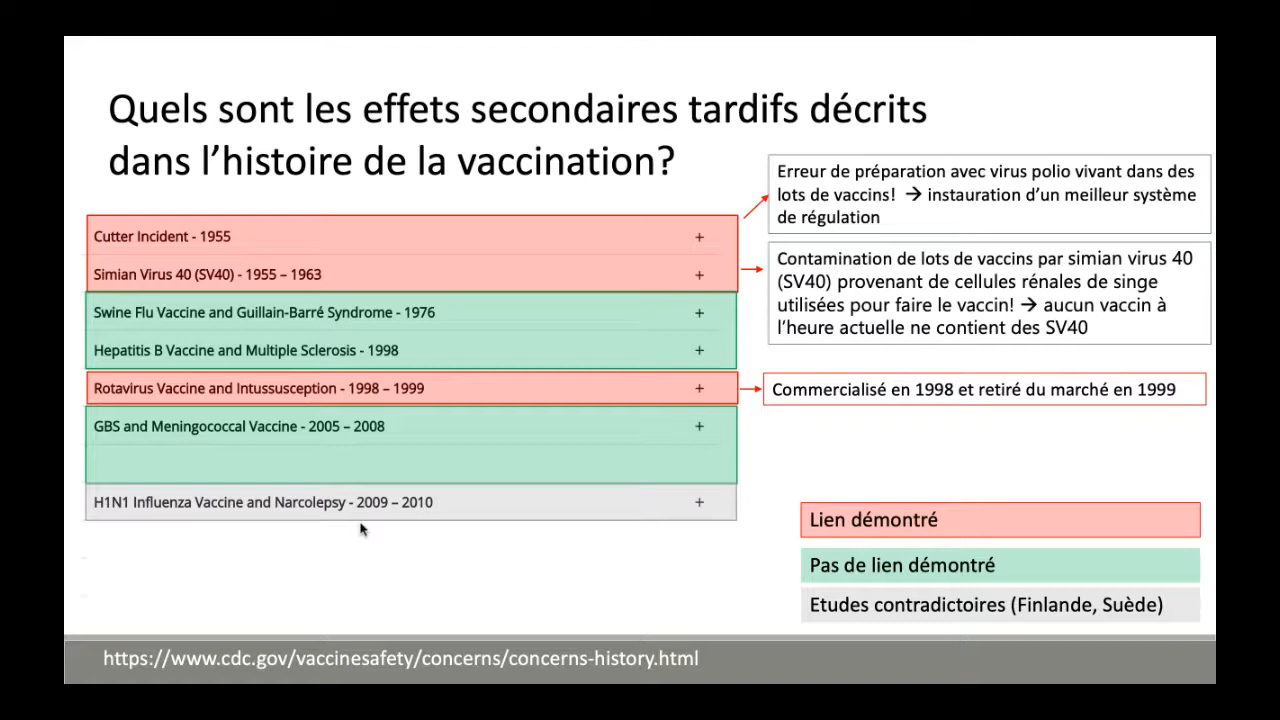 Quels sont les effets secondaires tardifs décrits
dans l’histoire de la vaccination?
Erreur de préparation avec virus polio vivant dans des
lots de vaccins! → instauration d’un meilleur système
de régulation
Cutter Incident - 1955 +
Simian Virus 40 (SV40) - 1955 – 1963 +
Contamination de lots de vaccins par simian virus 40
(SV40) provenant de cellules rénales de singe
utilisées pour faire le vaccin! → aucun vaccin à
l’heure actuelle ne contient des SV40
Swine Flu Vaccine and Guillain-Barré Syndrome - 1976 +
Hepatitis B Vaccine and Multiple Sclerosis - 1998 +
Rotavirus Vaccine and Intussusception - 1998 – 1999 +
Commercialisé en 1998 et retiré du marché en 1999
GBS and Meningococcal Vaccine - 2005 – 2008 +
H1N1 Influenza Vaccine and Narcolepsy - 2009 – 2010 +
Lien démontré
Pas de lien démontré
Etudes contradictoires (Finlande, Suède)
https://www.cdc.gov/vaccinesafety/concerns/concerns-history.html